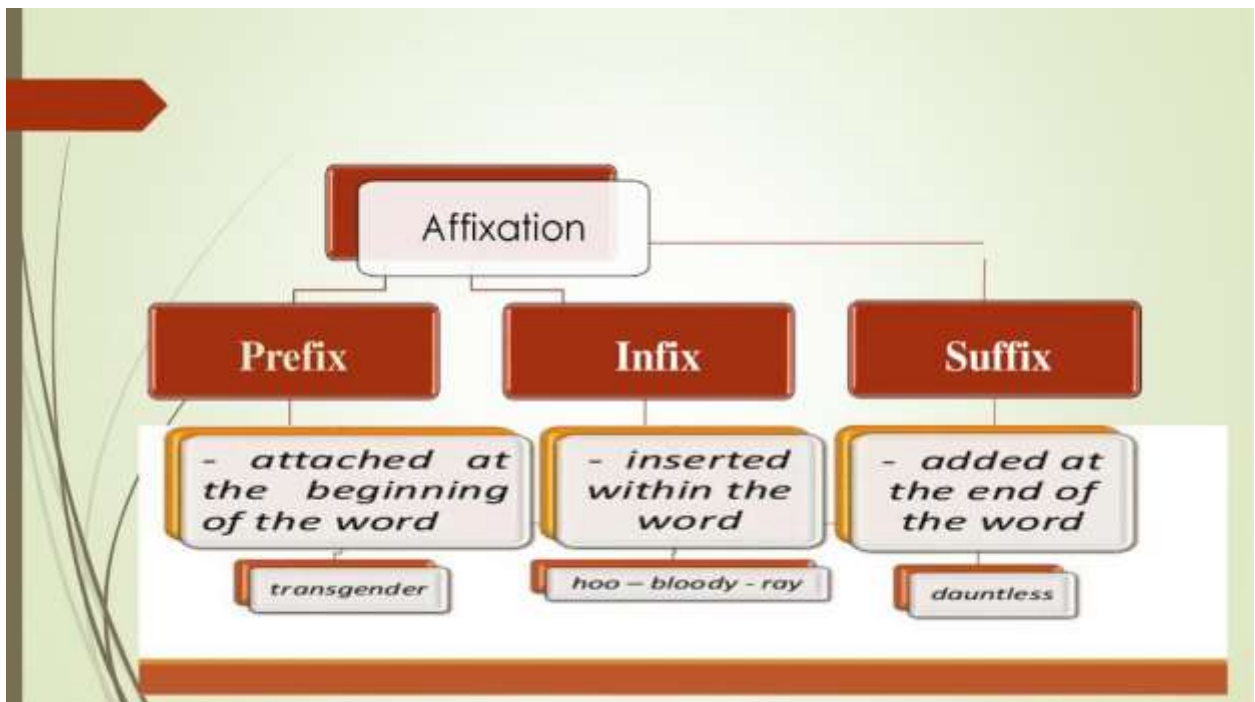 Affixation
Prefix
Infix
Suffix
- attached at
the beginning
of the word
- inserted
within the
word
- added at
the end of
the word
transgender
hoo – bloody - ray
dauntless